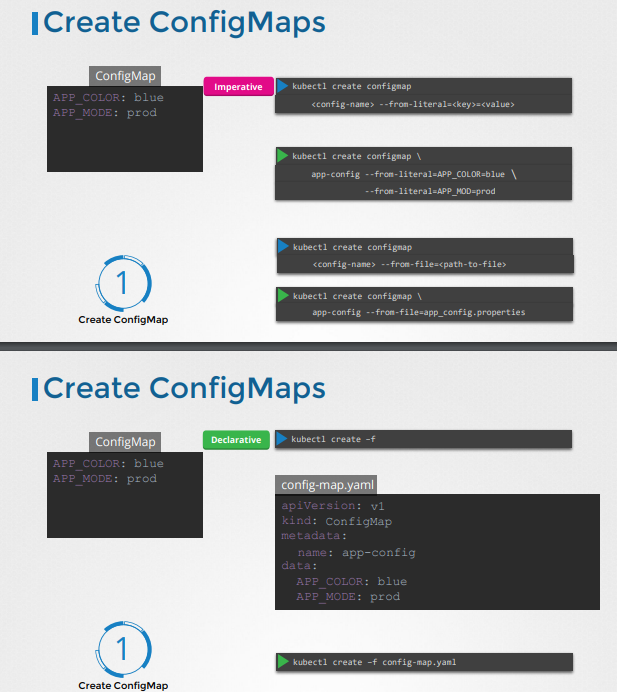 Create ConfigMaps
ConfigMap
APP_COLOR: blue
APP_MODE: prod
Imperative
kubectl create configmap
<config-name> --from-literal=<key>=<value>
kubectl create configmap \
app-config --from-literal=APP_COLOR=blue \
--from-literal=APP_MOD=prod
kubectl create configmap
<config-name> --from-file=<path-to-file>
kubectl create configmap \
app-config --from-file=app_config.properties
1
Create ConfigMap
Create ConfigMaps
ConfigMap
APP_COLOR: blue
APP_MODE: prod
Declarative
kubectl create –f
config-map.yaml
apiVersion: v1
kind: ConfigMap
metadata:
name: app-config
data:
APP_COLOR: blue
APP_MODE: prod
1
Create ConfigMap
kubectl create –f config-map.yaml